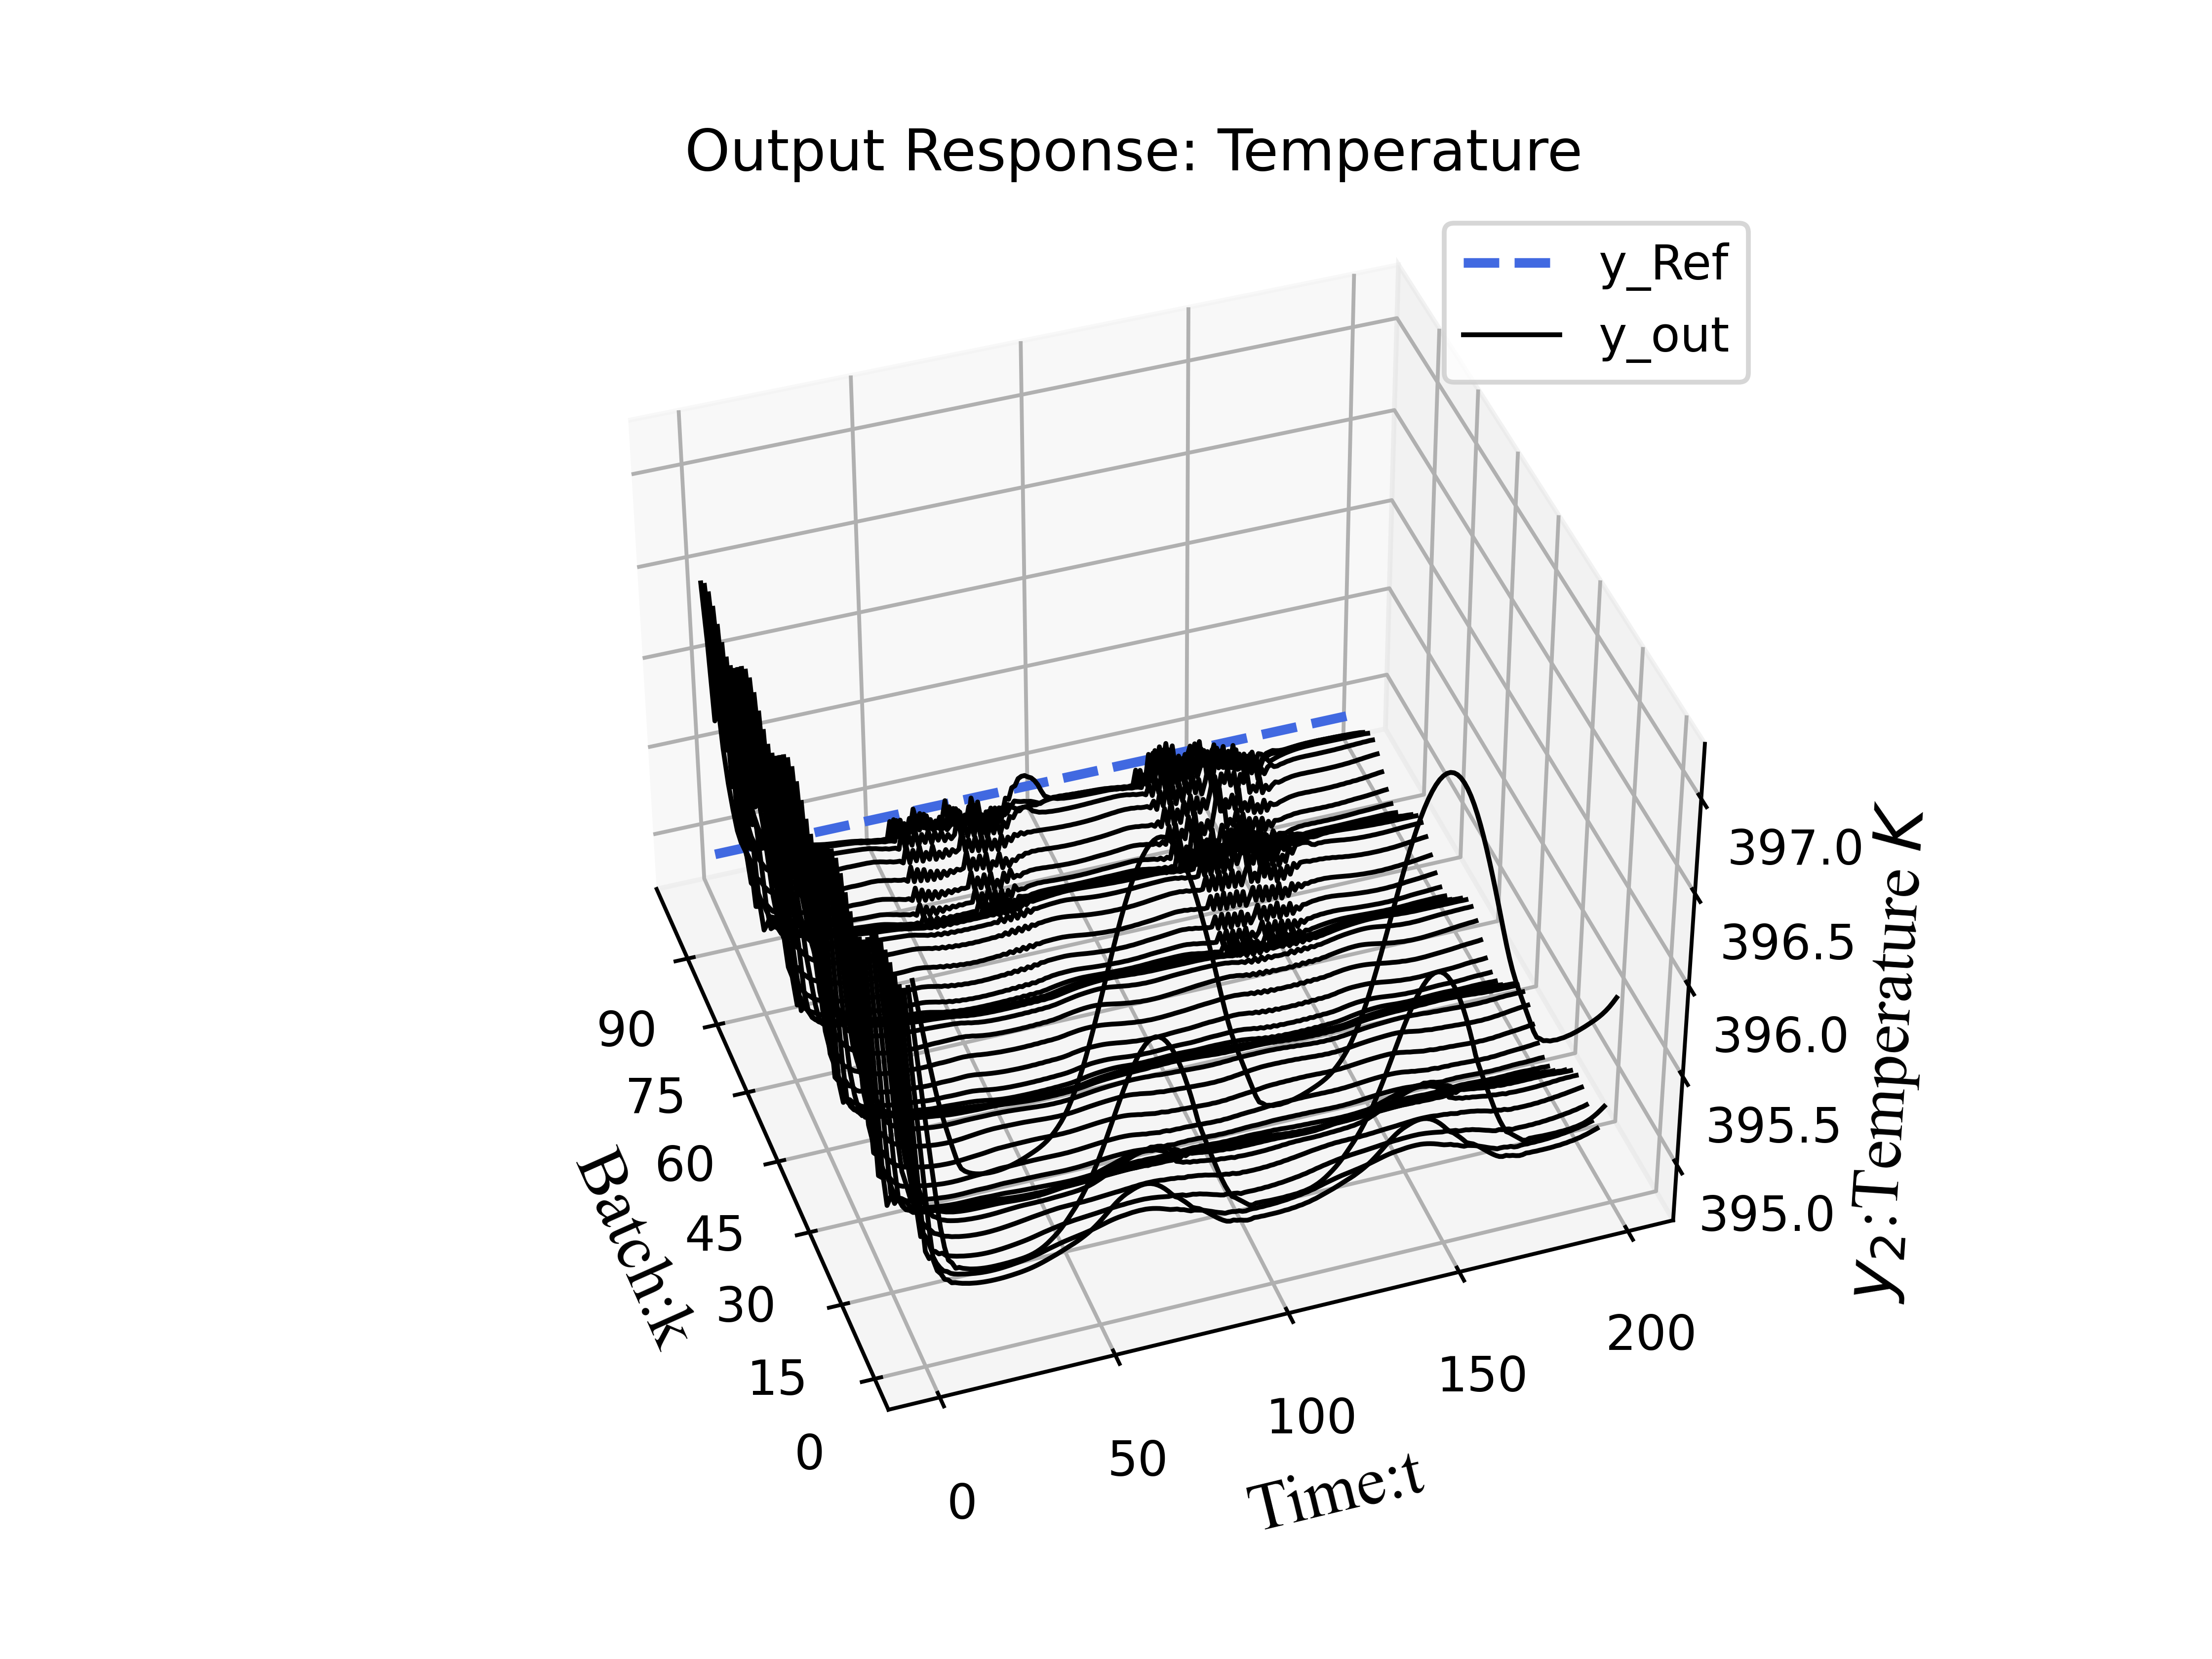 Output Response: Temperature
y_Ref
y_out
397.0
396.5
396.0
395.5
395.0
y₂:Temperature K
90
75
60
45
30
15
0
Batch:k
0
50
100
150
200
Time:t